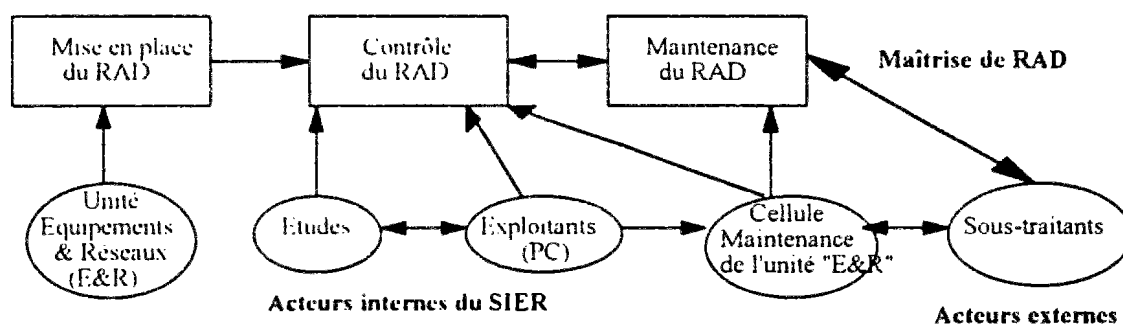 Mise en place
du RAD
Contrôle
du RAD
Maintenance
du RAD
Maîtrise de RAD
Unité
Equipements
& Réseaux
(E&R)
Etudes
Exploitants
(PC)
Cellule
Maintenance
de l'unité "E&R"
Sous-traitants
Acteurs internes du SIER
Acteurs externes